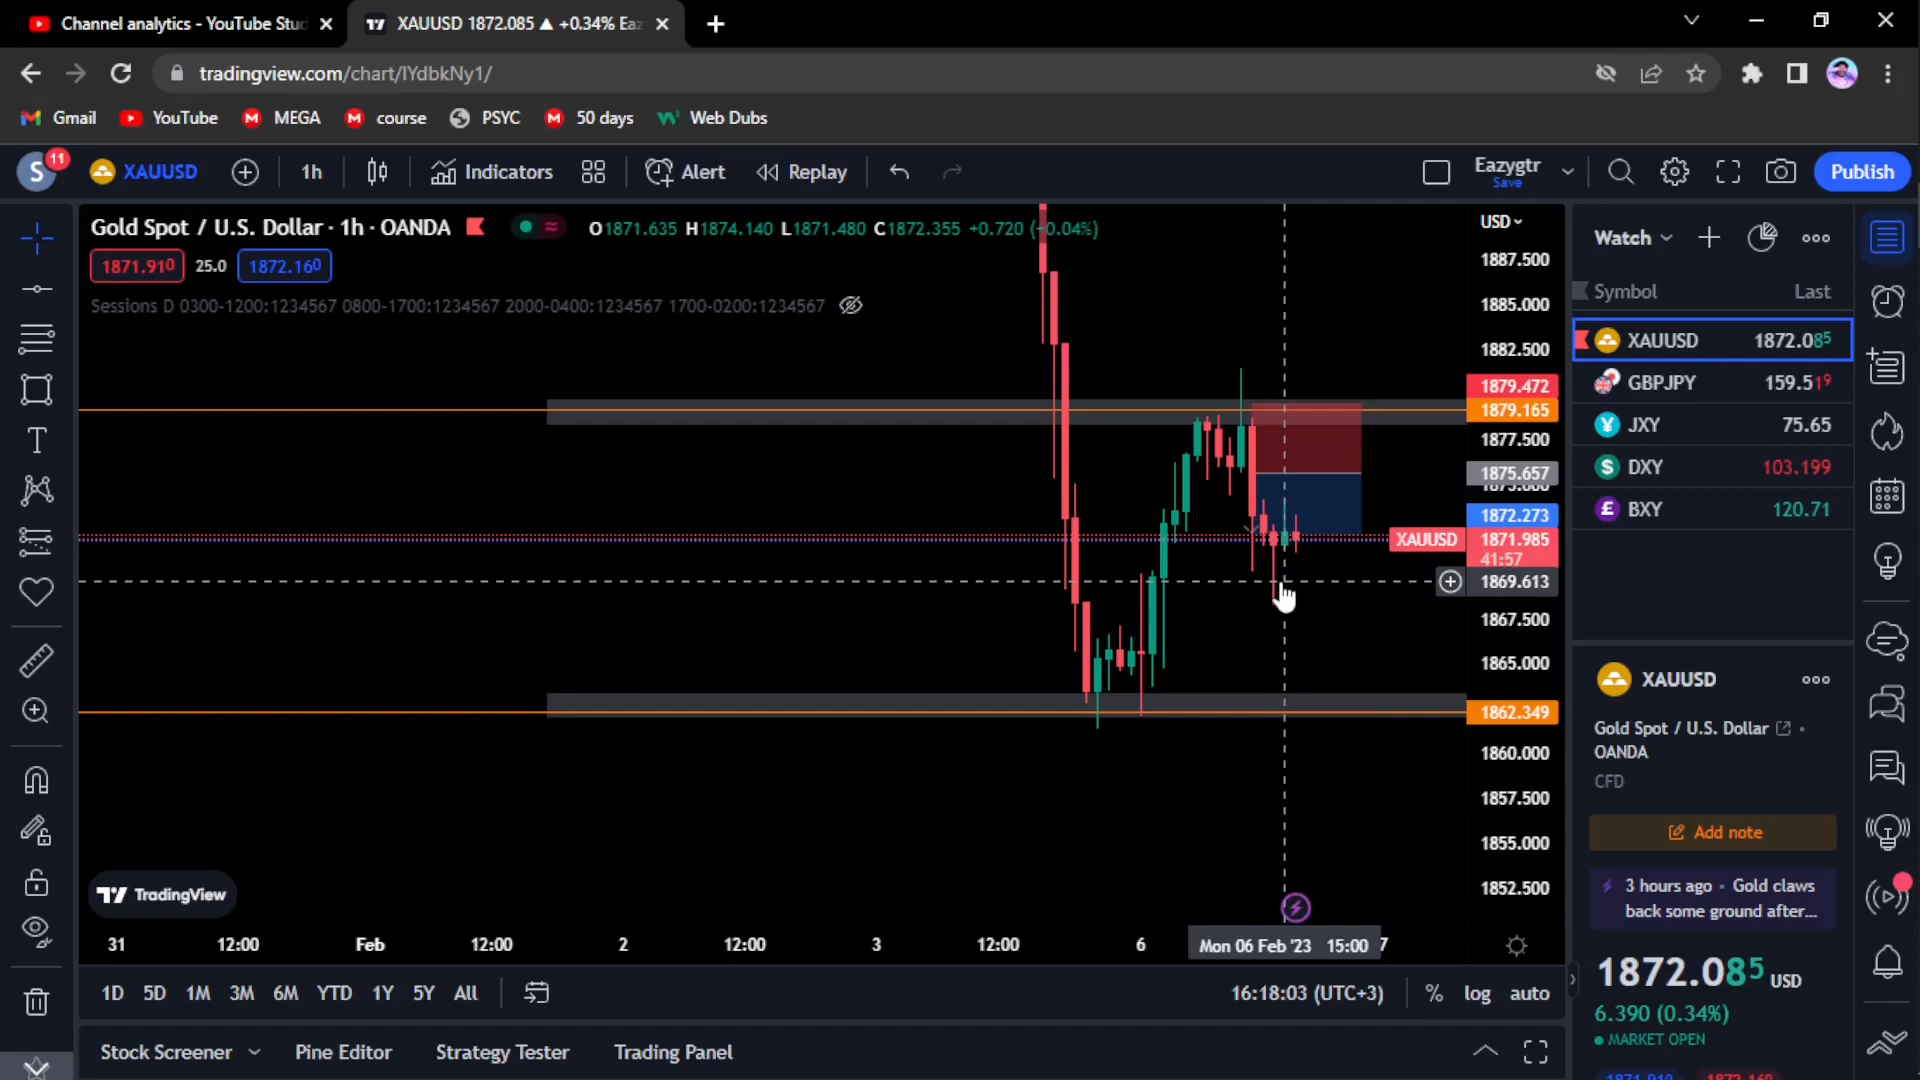 Channel analytics - YouTube Stu
XAUUSD 1872.085 ▲ +0.34% Eaz
tradingview.com/chart/IYdbkNy1/
Gmail YouTube MEGA course PSYC 50 days Web Dubs
S 11 XAUUSD 1h Indicators Alert Replay Eazygtr Save Publish
Gold Spot / U.S. Dollar · 1h · OANDA O1871.635 H1874.140 L1871.480 C1872.355 +0.720 (+0.04%)
1871.910 25.0 1872.160
Sessions D 0300-1200:1234567 0800-1700:1234567 2000-0400:1234567 1700-0200:1234567
USD
1887.500
1885.000
1882.500
1879.472
1879.165
1877.500
1875.657
1872.273
XAUUSD 1871.985
41:57
1869.613
1867.500
1865.000
1862.349
1860.000
1857.500
1855.000
1852.500
TradingView
31 12:00 Feb 12:00 2 12:00 3 12:00 6 Mon 06 Feb '23 15:00 7
1D 5D 1M 3M 6M YTD 1Y 5Y All 16:18:03 (UTC+3) % log auto
Stock Screener Pine Editor Strategy Tester Trading Panel
Watch
Symbol Last
XAUUSD 1872.085
GBPJPY 159.519
JXY 75.65
DXY 103.199
BXY 120.71
XAUUSD
Gold Spot / U.S. Dollar
OANDA
CFD
Add note
3 hours ago · Gold claws
back some ground after...
1872.085 USD
6.390 (0.34%)
MARKET OPEN